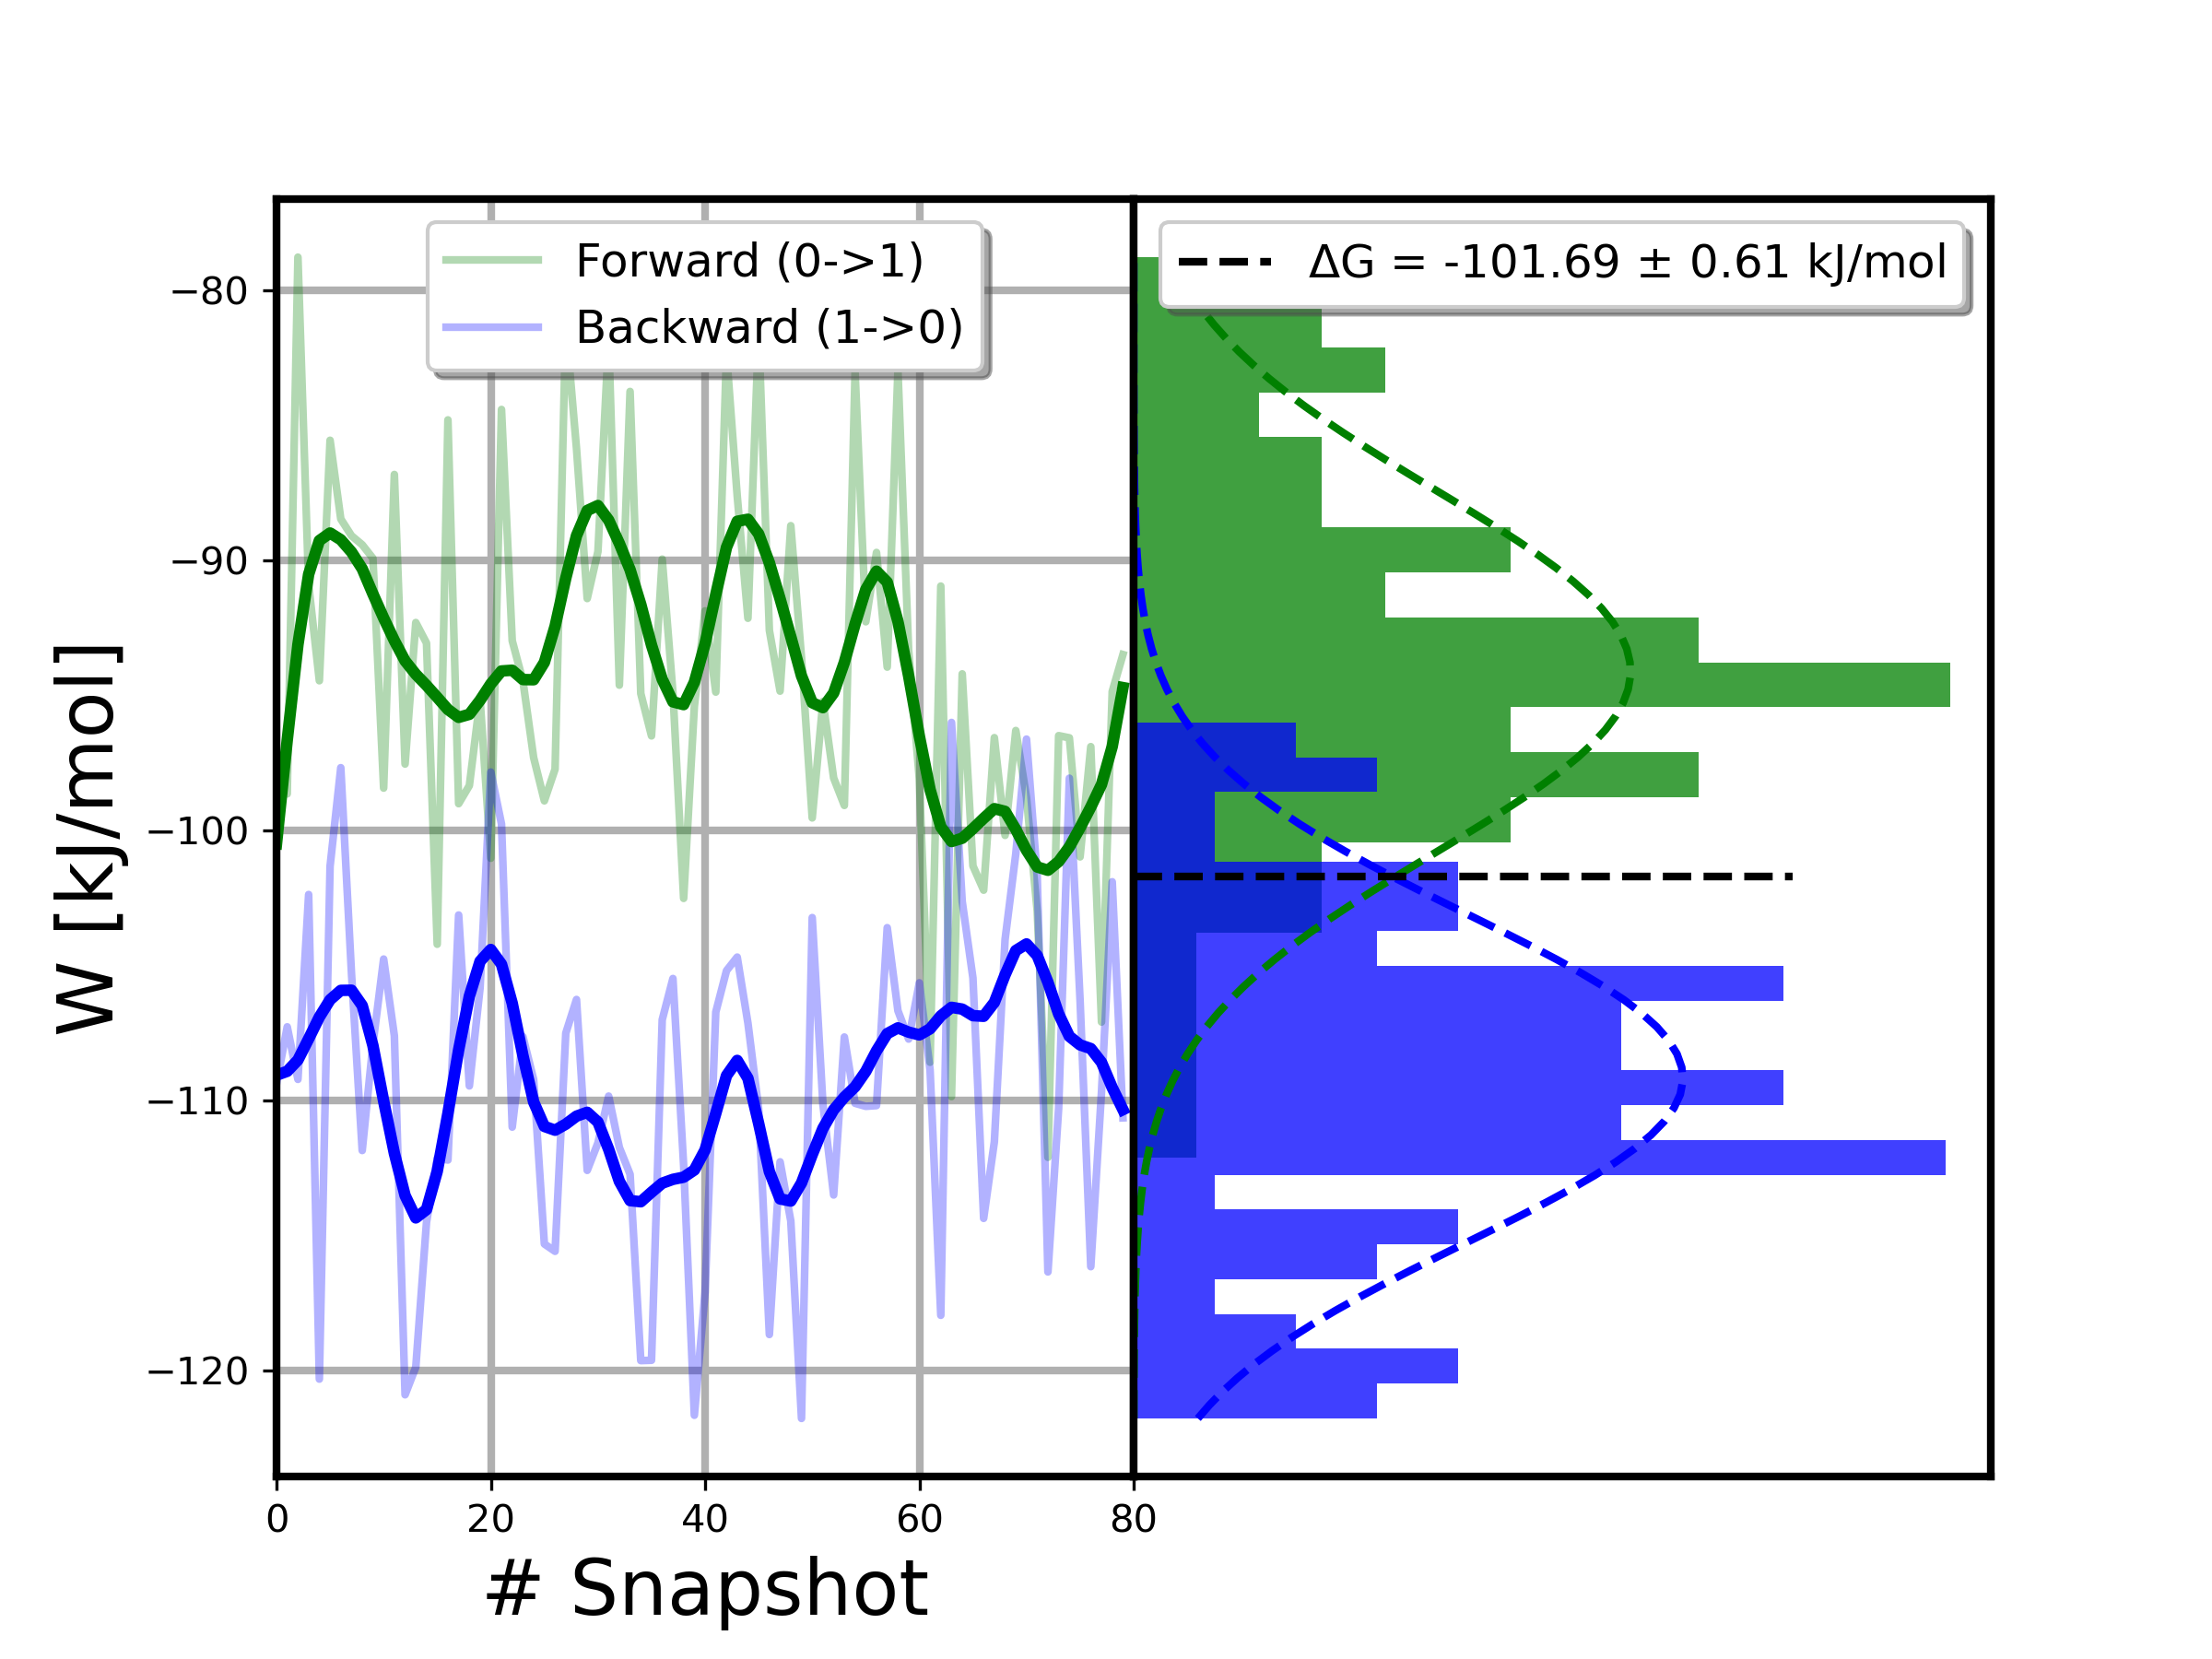 Forward (0->1)
Backward (1->0)
ΔG = -101.69 ± 0.61 kJ/mol
−80
−90
−100
−110
−120
W [kJ/mol]
0 20 40 60 80
# Snapshot